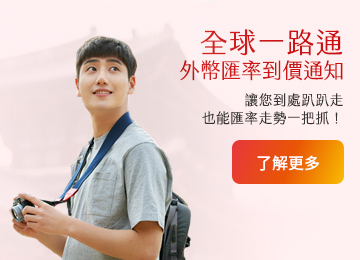 全球一路通
外幣匯率到價通知
讓您到處趴趴走
也能匯率走勢一把抓！
了解更多